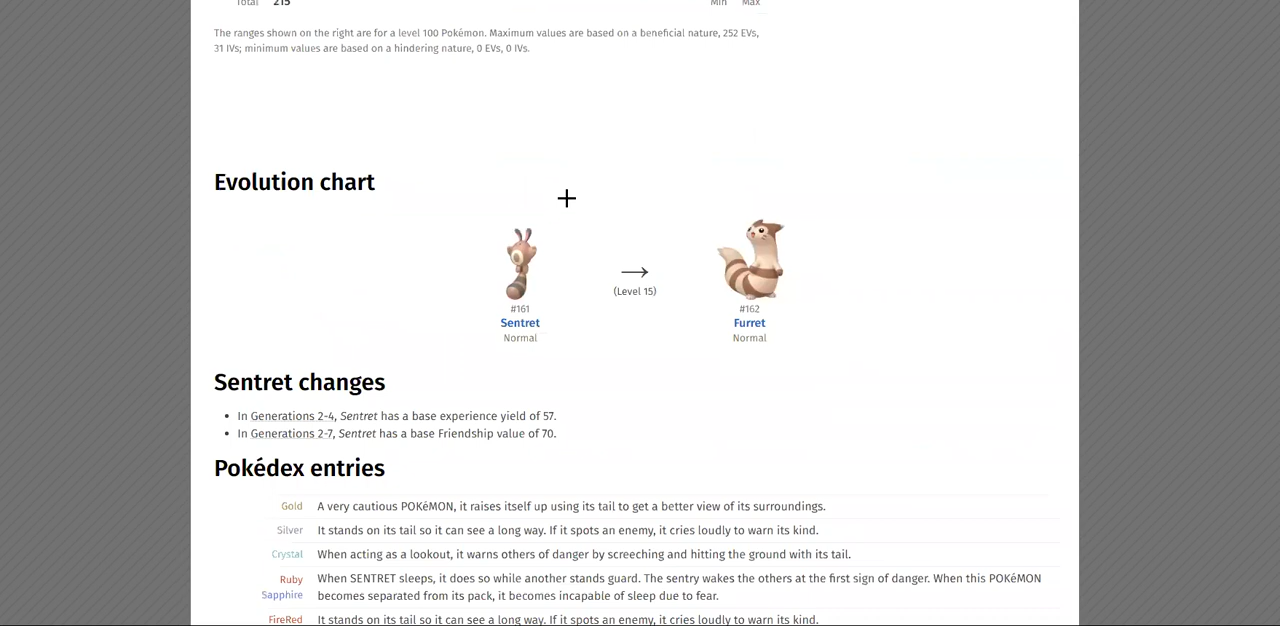 Total 215 Min Max
The ranges shown on the right are for a level 100 Pokémon. Maximum values are based on a beneficial nature, 252 EVs,
31 IVs; minimum values are based on a hindering nature, 0 EVs, 0 IVs.
Evolution chart
→
(Level 15)
#161
Sentret
Normal
#162
Furret
Normal
Sentret changes
• In Generations 2-4, Sentret has a base experience yield of 57.
• In Generations 2-7, Sentret has a base Friendship value of 70.
Pokédex entries
Gold A very cautious POKéMON, it raises itself up using its tail to get a better view of its surroundings.
Silver It stands on its tail so it can see a long way. If it spots an enemy, it cries loudly to warn its kind.
Crystal When acting as a lookout, it warns others of danger by screeching and hitting the ground with its tail.
Ruby When SENTRET sleeps, it does so while another stands guard. The sentry wakes the others at the first sign of danger. When this POKéMON
Sapphire becomes separated from its pack, it becomes incapable of sleep due to fear.
FireRed It stands on its tail so it can see a long way. If it spots an enemy, it cries loudly to warn its kind.